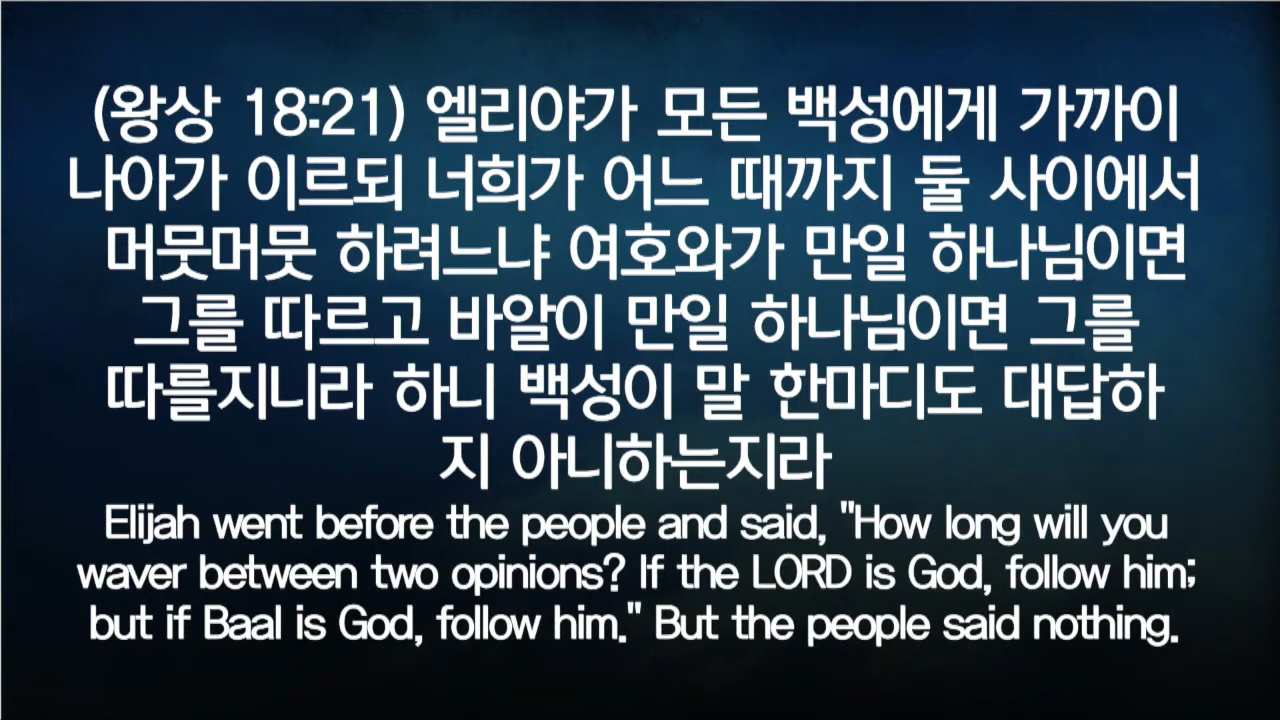 (왕상 18:21) 엘리야가 모든 백성에게 가까이
나아가 이르되 너희가 어느 때까지 둘 사이에서
머뭇머뭇 하려느냐 여호와가 만일 하나님이면
그를 따르고 바알이 만일 하나님이면 그를
따를지니라 하니 백성이 말 한마디도 대답하
지 아니하는지라
Elijah went before the people and said, "How long will you
waver between two opinions? If the LORD is God, follow him;
but if Baal is God, follow him." But the people said nothing.